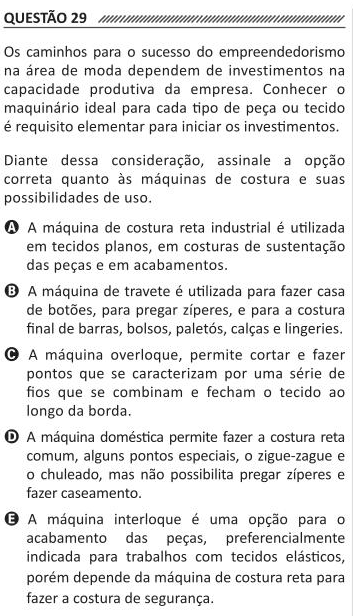 QUESTÃO 29
Os caminhos para o sucesso do empreendedorismo
na área de moda dependem de investimentos na
capacidade produtiva da empresa. Conhecer o
maquinário ideal para cada tipo de peça ou tecido
é requisito elementar para iniciar os investimentos.
Diante dessa consideração, assinale a opção
correta quanto às máquinas de costura e suas
possibilidades de uso.
A A máquina de costura reta industrial é utilizada
em tecidos planos, em costuras de sustentação
das peças e em acabamentos.
B A máquina de travete é utilizada para fazer casa
de botões, para pregar zíperes, e para a costura
final de barras, bolsos, paletós, calças e lingeries.
C A máquina overloque, permite cortar e fazer
pontos que se caracterizam por uma série de
fios que se combinam e fecham o tecido ao
longo da borda.
D A máquina doméstica permite fazer a costura reta
comum, alguns pontos especiais, o zigue-zague e
o chuleado, mas não possibilita pregar zíperes e
fazer caseamento.
E A máquina interloque é uma opção para o
acabamento das peças, preferencialmente
indicada para trabalhos com tecidos elásticos,
porém depende da máquina de costura reta para
fazer a costura de segurança.